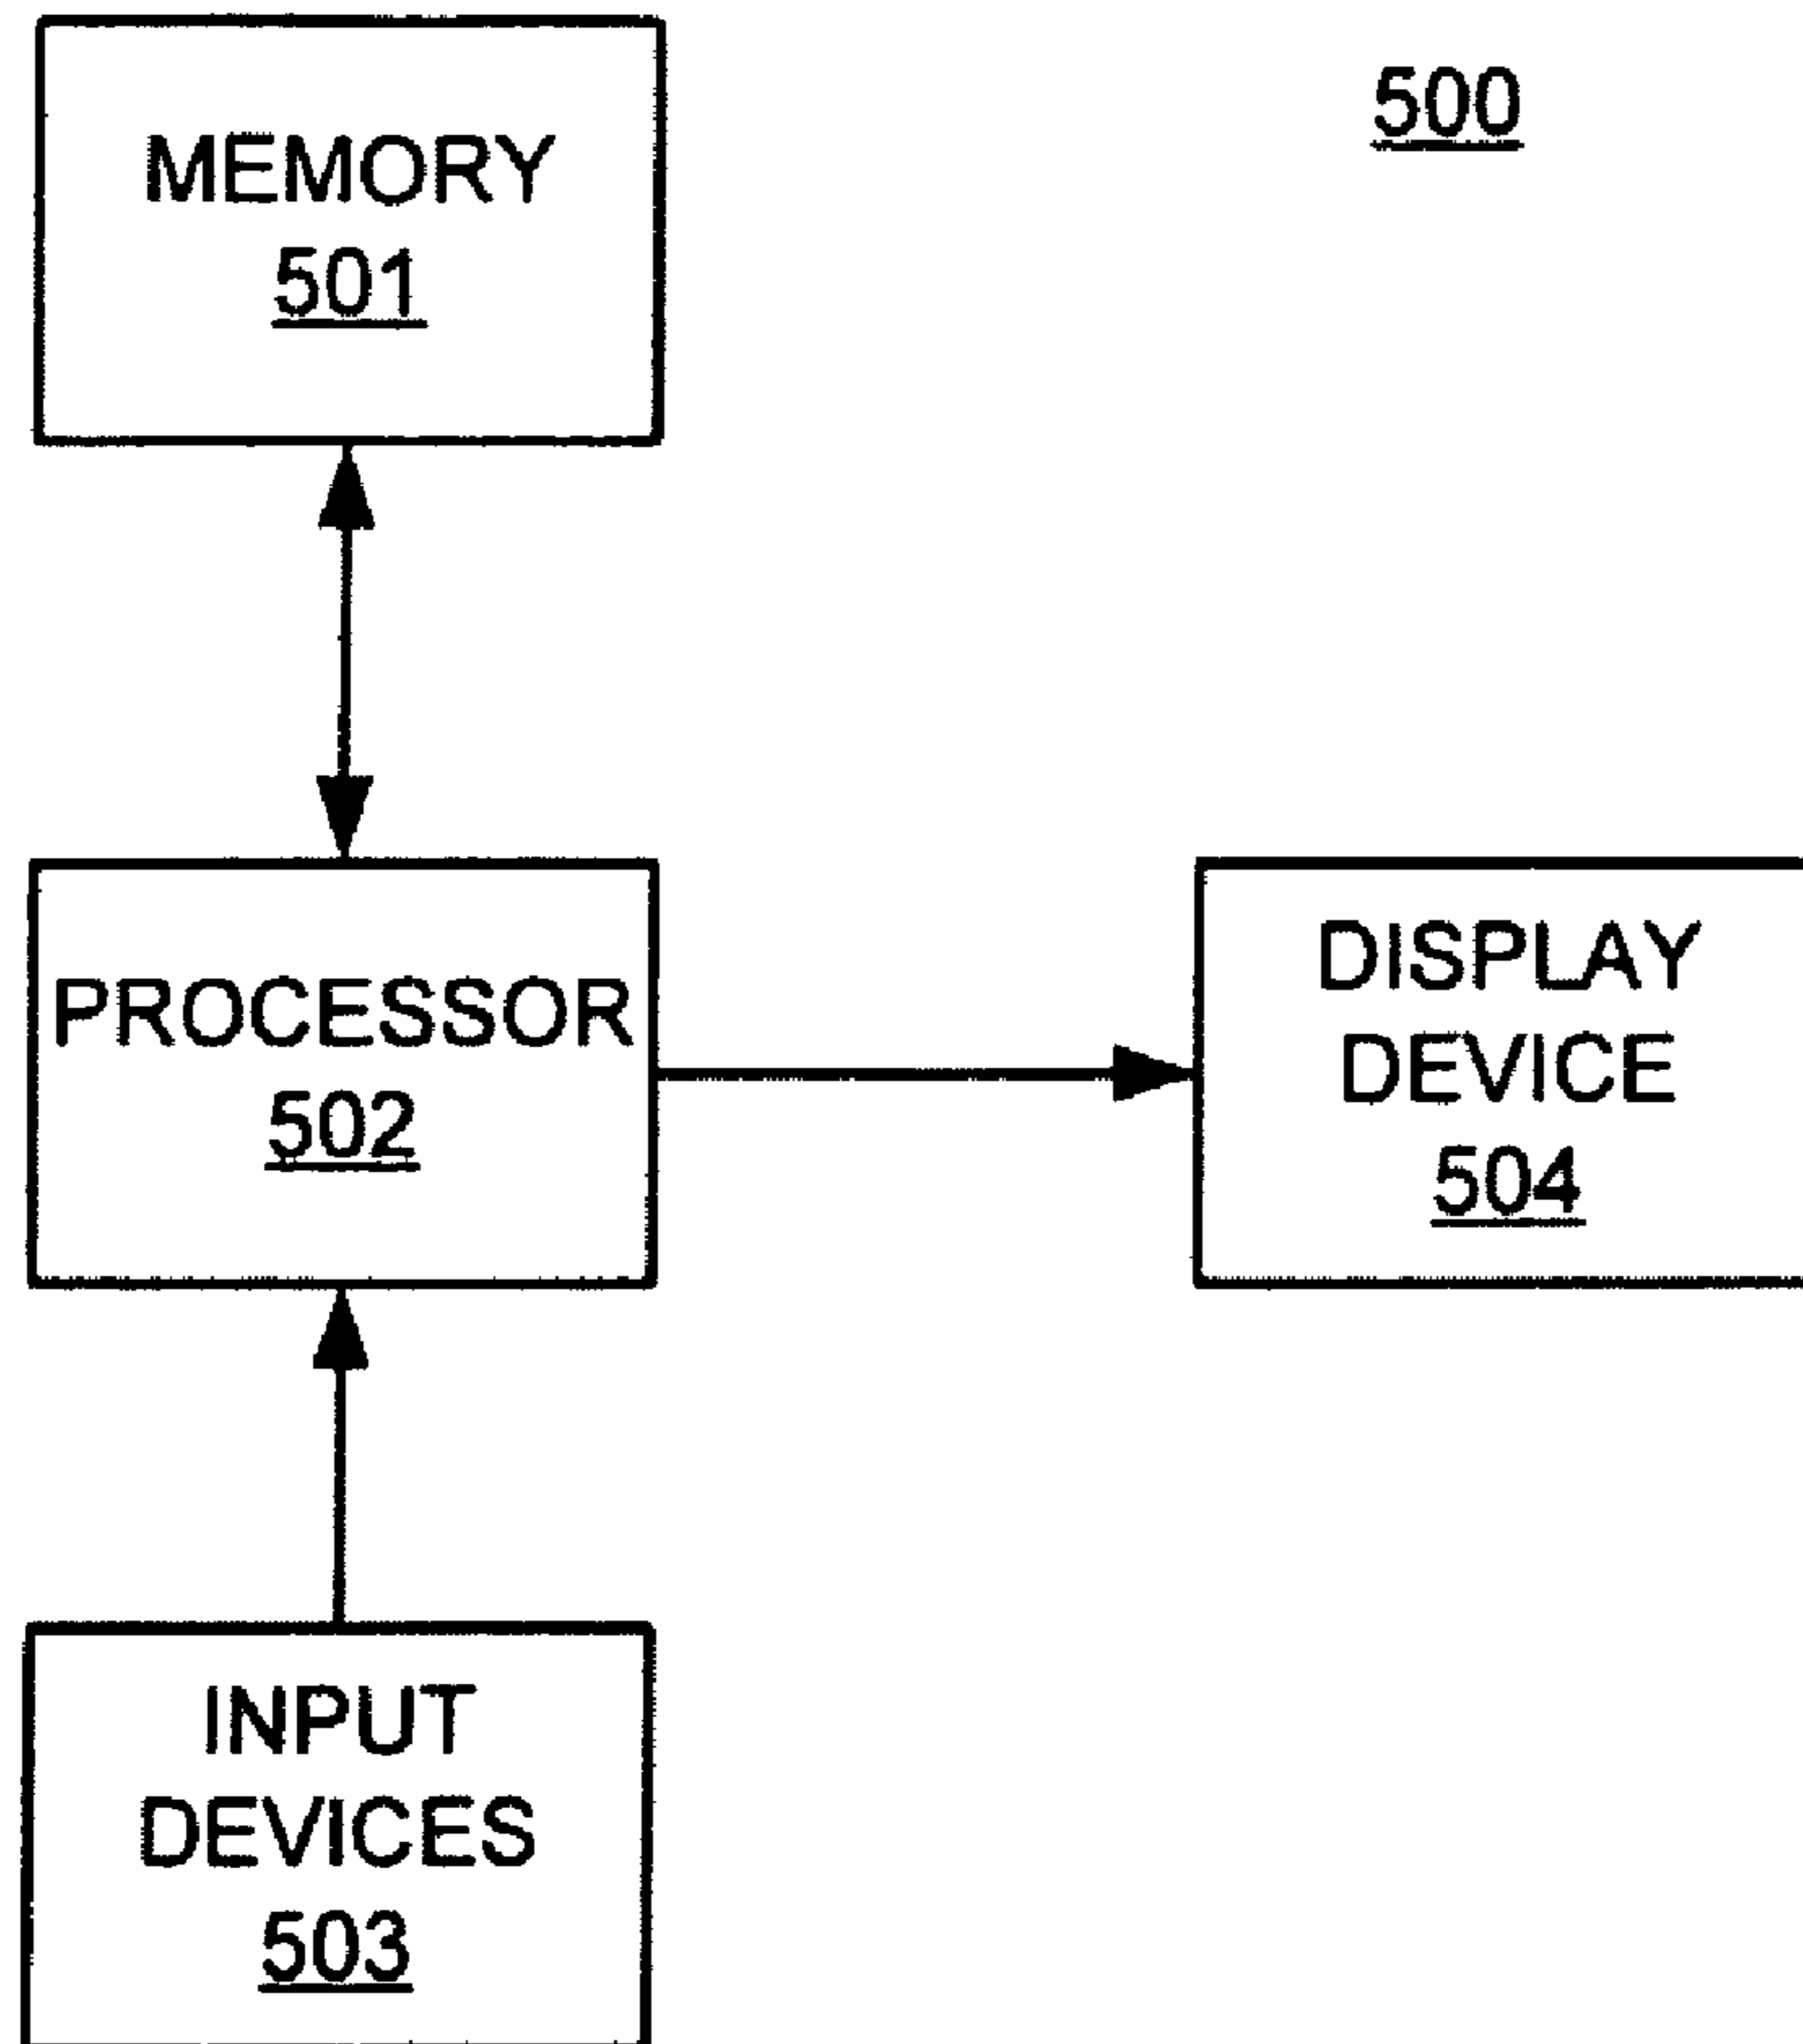 500
MEMORY
501
PROCESSOR
502
DISPLAY
DEVICE
504
INPUT
DEVICES
503